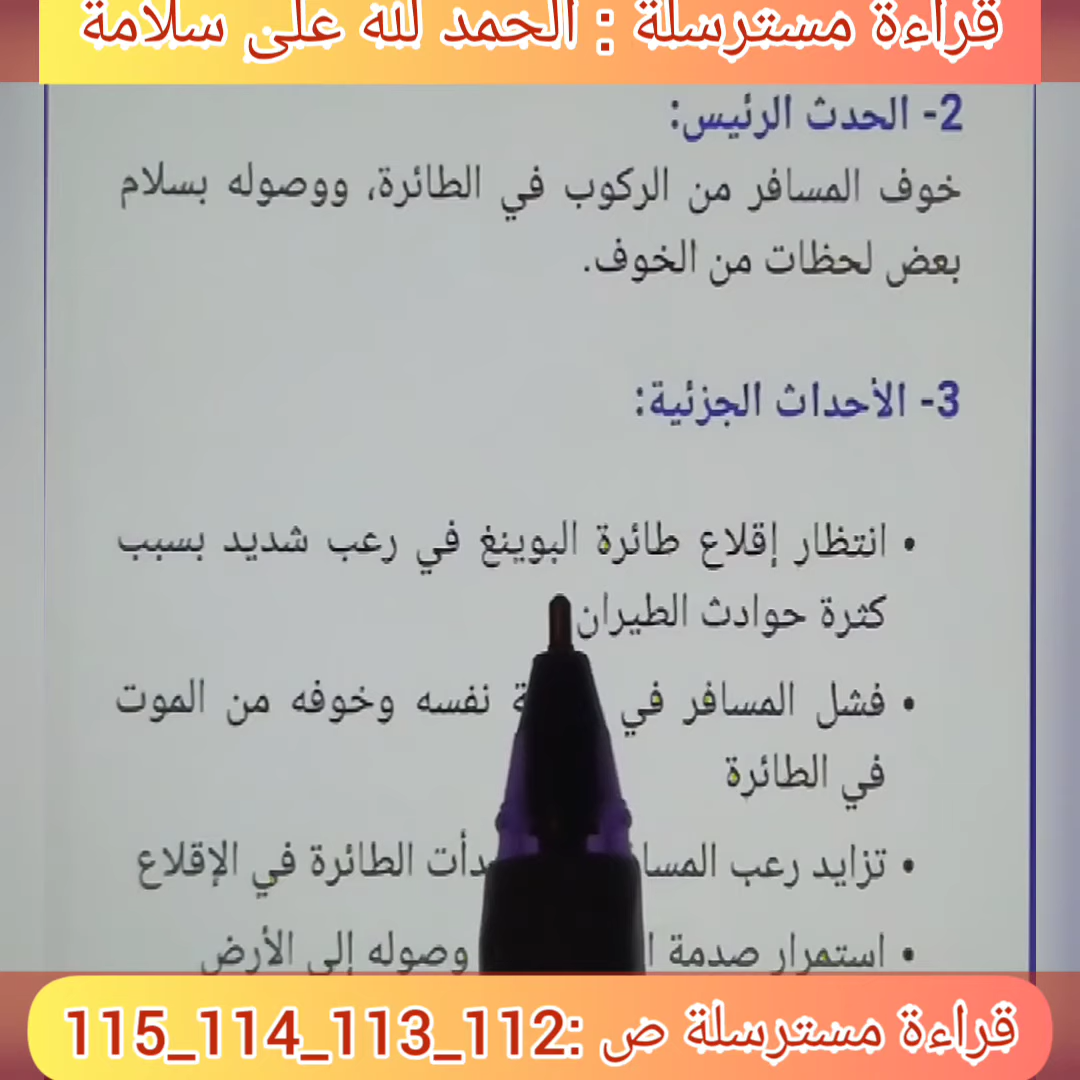 قراءة مسترسلة : الحمد لله على سلامة
2- الحدث الرئيس:
خوف المسافر من الركوب في الطائرة، ووصوله بسلام
بعض لحظات من الخوف.
3- الأحداث الجزئية:
• انتظار إقلاع طائرة البوينغ في رعب شديد بسبب
كثرة حوادث الطيران
• فشل المسافر في نفسه وخوفه من الموت
في الطائرة
• تزايد رعب الطائرة في الإقلاع
• استمرار صدمة وصوله إلى الأرض
قراءة مسترسلة ص :112_113_114_115